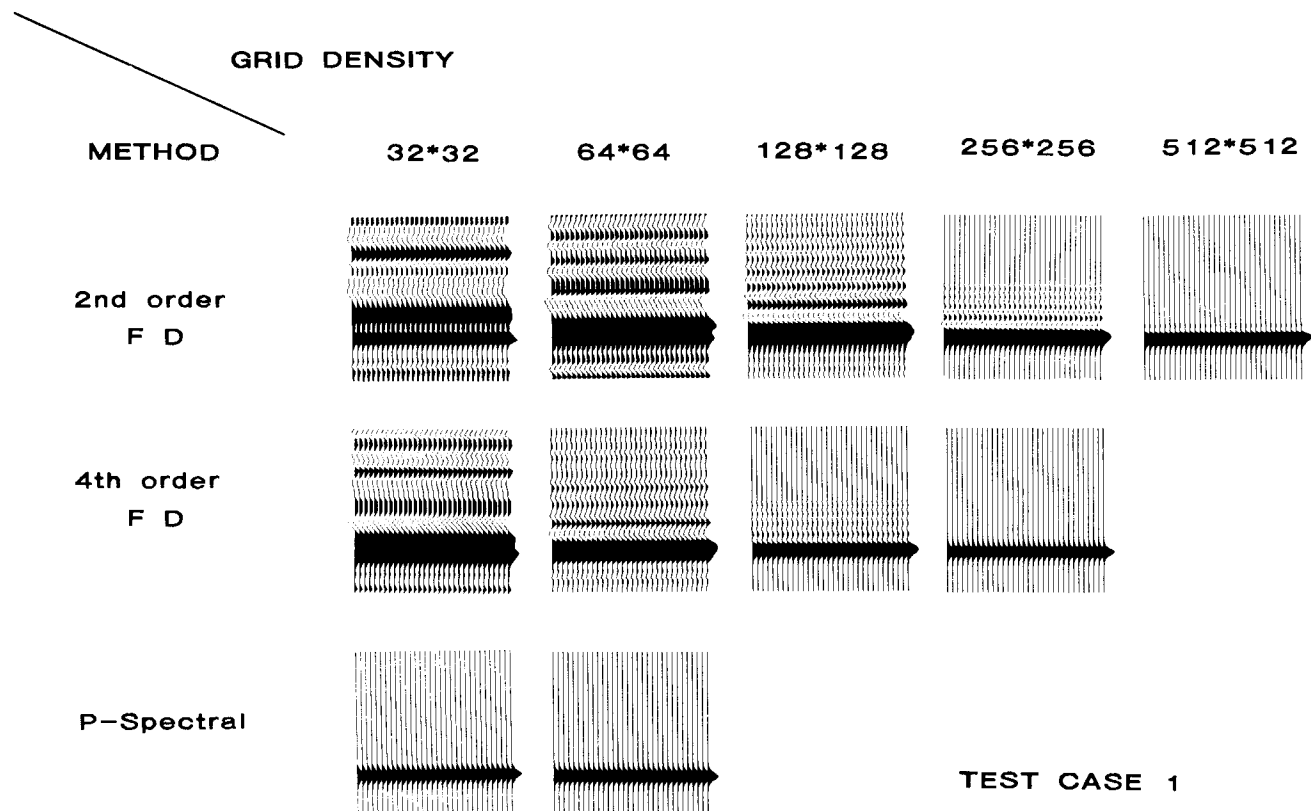 GRID DENSITY
METHOD 32*32 64*64 128*128 256*256 512*512
2nd order
F D
4th order
F D
P-Spectral
TEST CASE 1